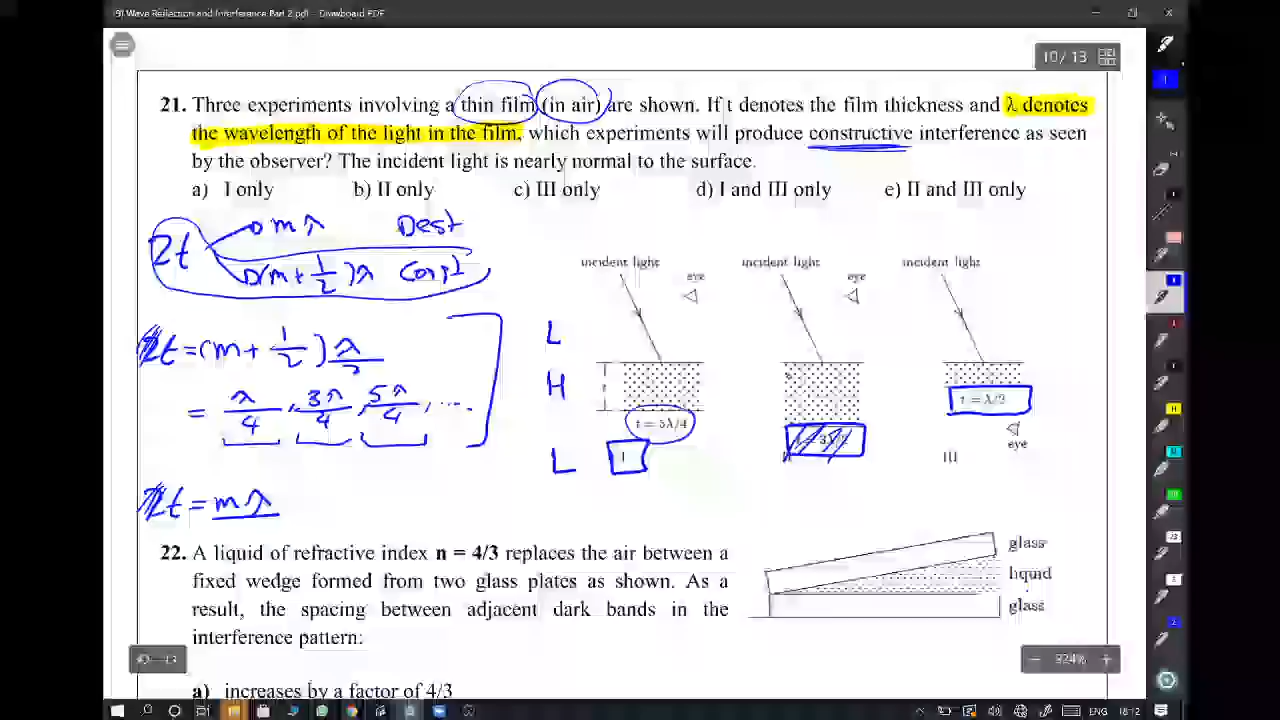 9) Wave Reflection and Interference Part 2.pdf - Drawboard PDF
10 / 13
21. Three experiments involving a thin film (in air) are shown. If t denotes the film thickness and λ denotes
the wavelength of the light in the film, which experiments will produce constructive interference as seen
by the observer? The incident light is nearly normal to the surface.
a) I only b) II only c) III only d) I and III only e) II and III only
2t mλ Dest
(m + 1/2)λ Const
incident light eye incident light eye incident light
2t = (m + 1/2) λ/2
L
H
= λ/4 , 3λ/4 , 5λ/4 , ....
t
t = 5λ/4
t = λ/2
eye
L I III
2t = mλ
22. A liquid of refractive index n = 4/3 replaces the air between a
fixed wedge formed from two glass plates as shown. As a
result, the spacing between adjacent dark bands in the
interference pattern:
glass
liquid
glass
a) increases by a factor of 4/3
324%
ENG 18:12